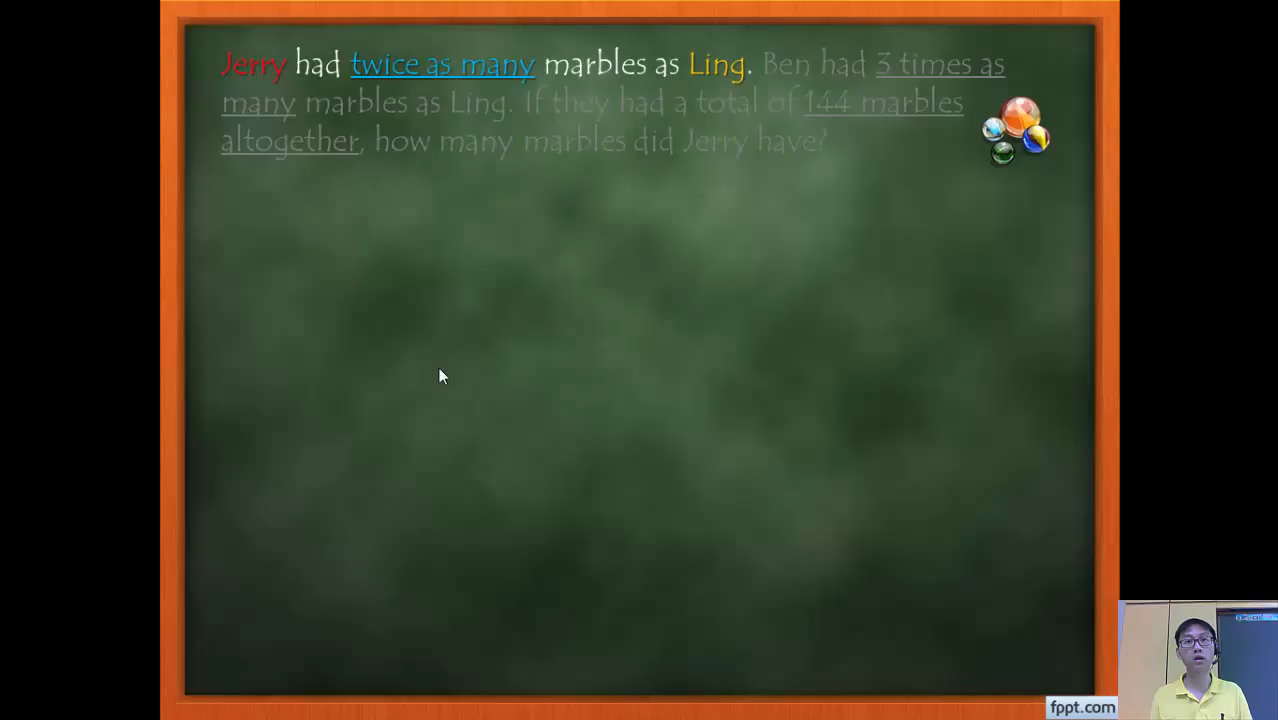 Jerry had twice as many marbles as Ling. Ben had 3 times as
many marbles as Ling. If they had a total of 144 marbles
altogether, how many marbles did Jerry have?
fppt.com